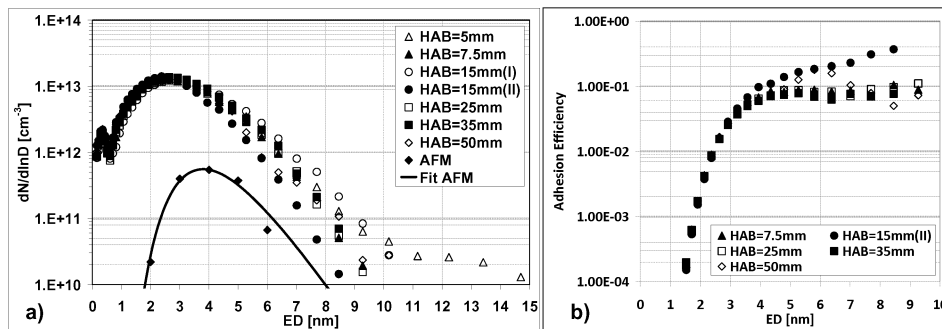 1.E+14
1.E+13
1.E+12
1.E+11
1.E+10
dN/dlnD [cm-3]
0 1 2 3 4 5 6 7 8 9 10 11 12 13 14 15
ED [nm]
a)
HAB=5mm
HAB=7.5mm
HAB=15mm(I)
HAB=15mm(II)
HAB=25mm
HAB=35mm
HAB=50mm
AFM
Fit AFM
1.00E+00
1.00E-01
1.00E-02
1.00E-03
1.00E-04
Adhesion Efficiency
0 1 2 3 4 5 6 7 8 9 10
ED [nm]
b)
HAB=7.5mm HAB=15mm(II)
HAB=25mm HAB=35mm
HAB=50mm